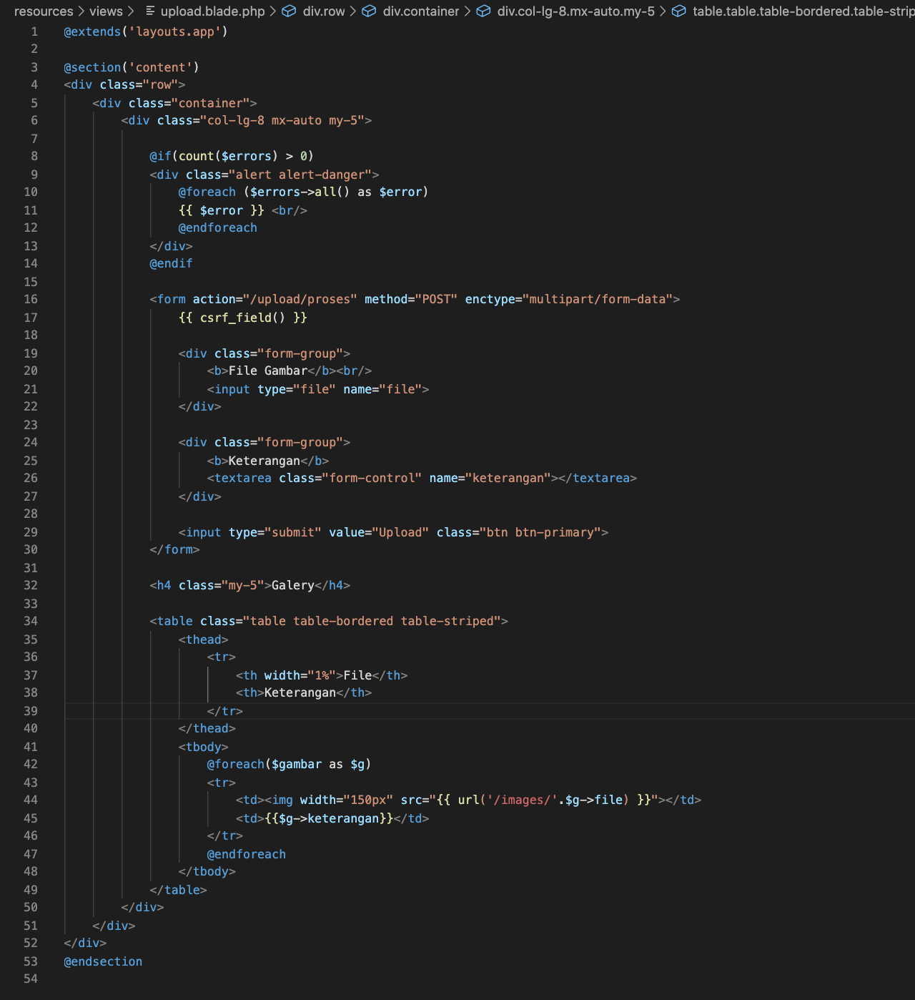 resources > views > upload.blade.php > div.row > div.container > div.col-lg-8.mx-auto.my-5 > table.table.table-bordered.table-strip
1 @extends('layouts.app')
2
3 @section('content')
4 <div class="row">
5     <div class="container">
6         <div class="col-lg-8 mx-auto my-5">
7
8             @if(count($errors) > 0)
9             <div class="alert alert-danger">
10                 @foreach ($errors->all() as $error)
11                 {{ $error }} <br/>
12                 @endforeach
13             </div>
14             @endif
15
16             <form action="/upload/proses" method="POST" enctype="multipart/form-data">
17                 {{ csrf_field() }}
18
19                 <div class="form-group">
20                     <b>File Gambar</b><br/>
21                     <input type="file" name="file">
22                 </div>
23
24                 <div class="form-group">
25                     <b>Keterangan</b>
26                     <textarea class="form-control" name="keterangan"></textarea>
27                 </div>
28
29                 <input type="submit" value="Upload" class="btn btn-primary">
30             </form>
31
32             <h4 class="my-5">Galery</h4>
33
34             <table class="table table-bordered table-striped">
35                 <thead>
36                     <tr>
37                         <th width="1%">File</th>
38                         <th>Keterangan</th>
39                     </tr>
40                 </thead>
41                 <tbody>
42                     @foreach($gambar as $g)
43                     <tr>
44                         <td><img width="150px" src="{{ url('/images/'.$g->file) }}"></td>
45                         <td>{{$g->keterangan}}</td>
46                     </tr>
47                     @endforeach
48                 </tbody>
49             </table>
50         </div>
51     </div>
52 </div>
53 @endsection
54